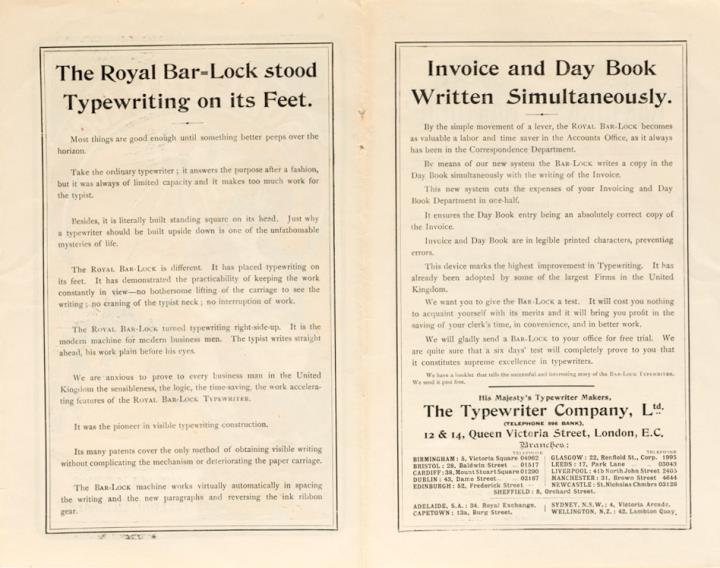 The Royal Bar-Lock stood
Typewriting on its Feet.
Most things are good enough until something better peeps over the
horizon.
Take the ordinary typewriter; it answers the purpose after a fashion,
but it was always of limited capacity and it makes too much work for
the typist.
Besides, it is literally built standing square on its head. Just why
a typewriter should be built upside down is one of the unfathomable
mysteries of life.
The ROYAL BAR-LOCK is different. It has placed typewriting on
its feet. It has demonstrated the practicability of keeping the work
constantly in view—no bothersome lifting of the carriage to see the
writing; no craning of the typist neck; no interruption of work.
The ROYAL BAR-LOCK turned typewriting right-side-up. It is the
modern machine for modern business men. The typist writes straight
ahead, his work plain before his eyes.
We are anxious to prove to every business man in the United
Kingdom the sensibleness, the logic, the time-saving, the work accelera-
ting features of the ROYAL BAR-LOCK TYPEWRITER.
It was the pioneer in visible typewriting construction.
Its many patents cover the only method of obtaining visible writing
without complicating the mechanism or deteriorating the paper carriage.
The BAR-LOCK machine works virtually automatically in spacing
the writing and the new paragraphs and reversing the ink ribbon
gear.
Invoice and Day Book
Written Simultaneously.
By the simple movement of a lever, the ROYAL BAR-LOCK becomes
as valuable a labor and time saver in the Accounts Office, as it always
has been in the Correspondence Department.
By means of our new system the BAR-LOCK writes a copy in the
Day Book simultaneously with the writing of the Invoice.
This new system cuts the expenses of your Invoicing and Day
Book Department in one-half.
It ensures the Day Book entry being an absolutely correct copy of
the Invoice.
Invoice and Day Book are in legible printed characters, preventing
errors.
This device marks the highest improvement in Typewriting. It has
already been adopted by some of the largest Firms in the United
Kingdom.
We want you to give the BAR-LOCK a test. It will cost you nothing
to acquaint yourself with its merits and it will bring you profit in the
saving of your clerk's time, in convenience, and in better work.
We will gladly send a BAR-LOCK to your office for free trial. We
are quite sure that a six days' test will completely prove to you that
it constitutes supreme excellence in typewriters.
We have a booklet that tells the successful and interesting story of the BAR-LOCK TYPEWRITER.
We send it post free.
His Majesty's Typewriter Makers,
The Typewriter Company, Ltd.
(TELEPHONE 996 BANK),
12 & 14, Queen Victoria Street, London, E.C.
Branches:
TELEPHONE TELEPHONE
BIRMINGHAM: 5, Victoria Square 04962 GLASGOW: 22, Renfield St., Corp. 1995
BRISTOL: 28, Baldwin Street .. 01517 LEEDS: 17, Park Lane .. 03043
CARDIFF: 38, Mount Stuart Square 01290 LIVERPOOL: 41b North John Street 2405
DUBLIN: 43, Dame Street .. 02187 MANCHESTER: 31, Brown Street 4644
EDINBURGH: 52, Frederick Street NEWCASTLE: St. Nicholas Chmbrs 03128
SHEFFIELD: 8, Orchard Street.
ADELAIDE, S.A.: 34, Royal Exchange. SYDNEY, N.S.W.: 4, Victoria Arcade.
CAPETOWN: 13a, Burg Street. WELLINGTON, N.Z.: 42, Lambton Quay.